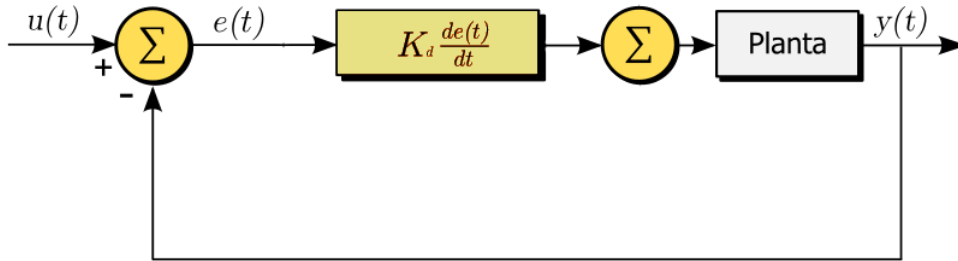 u(t)
+
-
Σ
e(t)
K_d de(t)/dt
Σ
Planta
y(t)